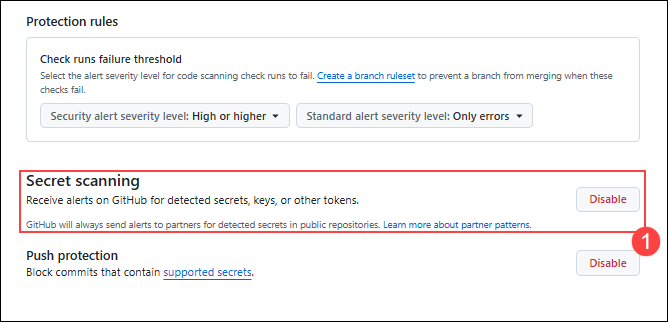 Protection rules
Check runs failure threshold
Select the alert severity level for code scanning check runs to fail. Create a branch ruleset to prevent a branch from merging when these
checks fail.
Security alert severity level: High or higher
Standard alert severity level: Only errors
Secret scanning
Receive alerts on GitHub for detected secrets, keys, or other tokens.
Disable
GitHub will always send alerts to partners for detected secrets in public repositories. Learn more about partner patterns.
1
Push protection
Block commits that contain supported secrets.
Disable